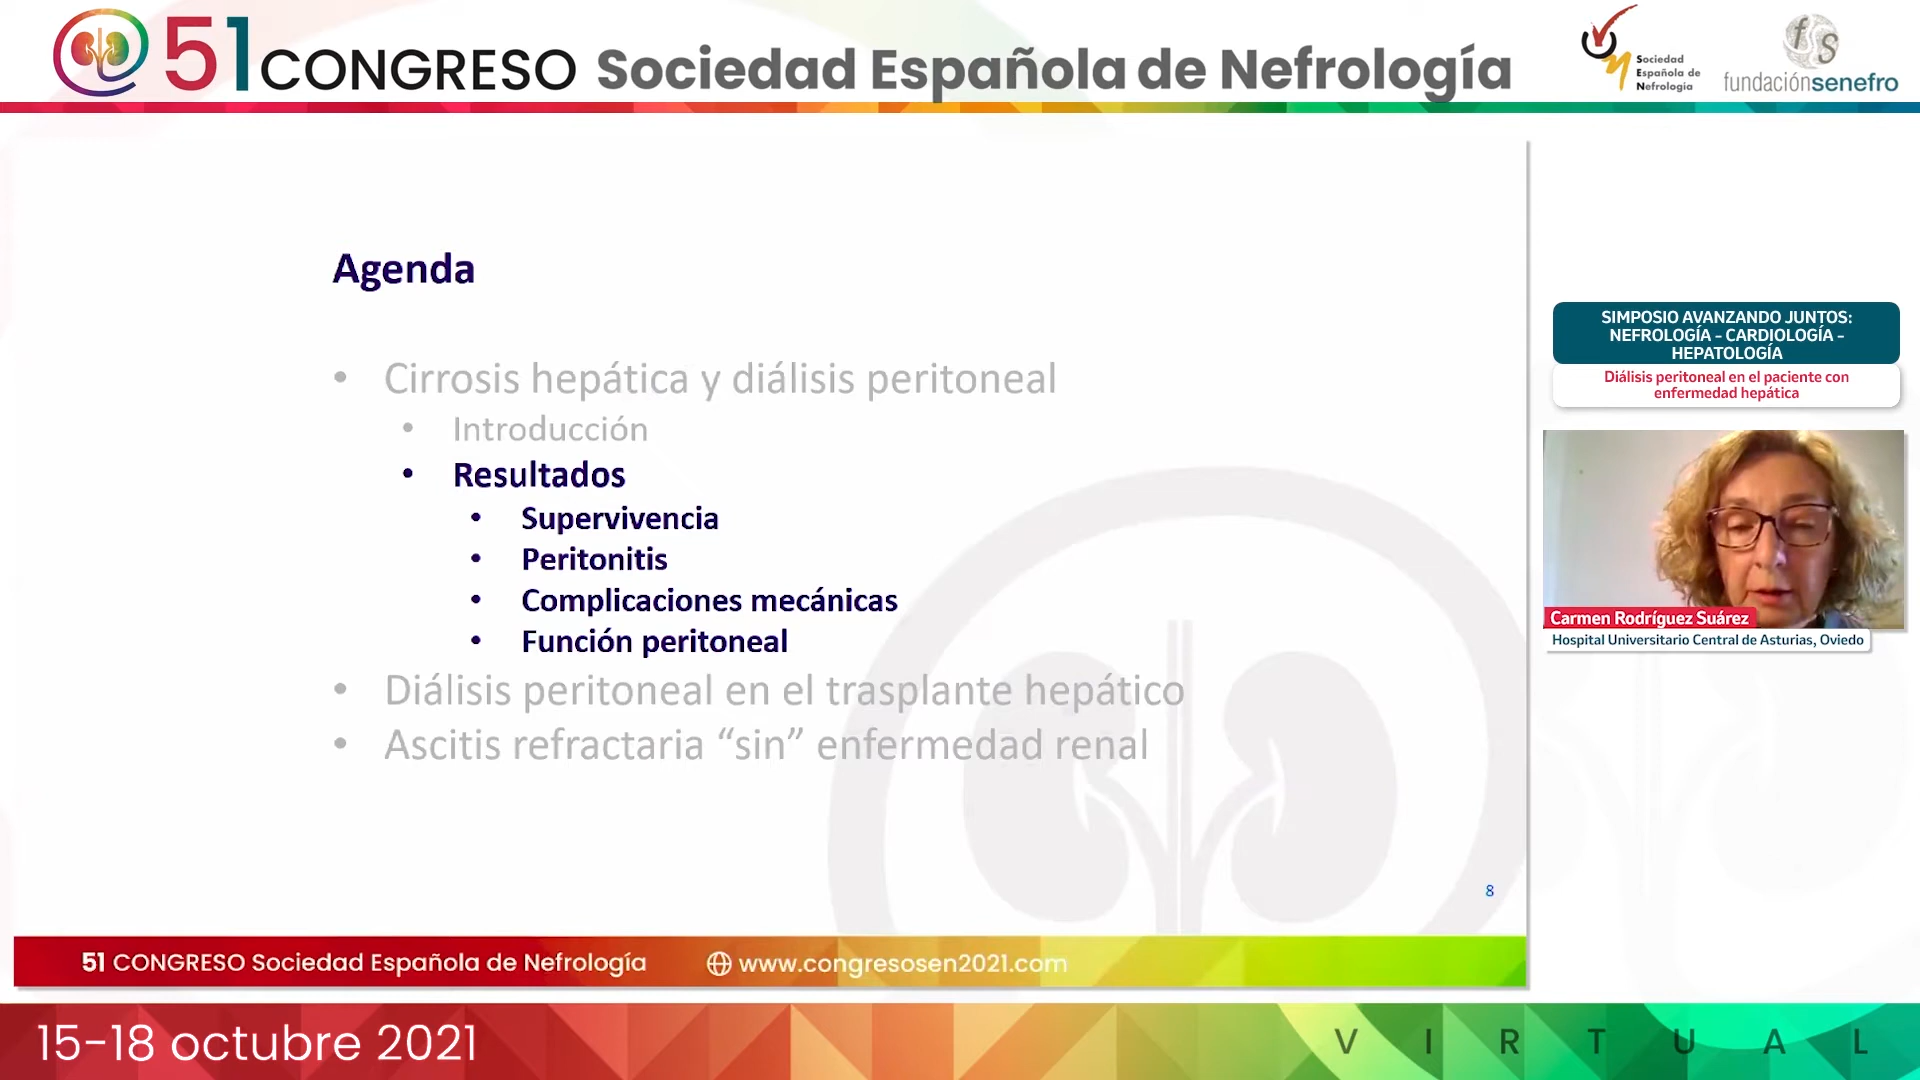 51 CONGRESO Sociedad Española de Nefrología
Sociedad
Española de
Nefrología
fundaciónsenefro
Agenda
• Cirrosis hepática y diálisis peritoneal
• Introducción
• Resultados
• Supervivencia
• Peritonitis
• Complicaciones mecánicas
• Función peritoneal
• Diálisis peritoneal en el trasplante hepático
• Ascitis refractaria “sin” enfermedad renal
8
51 CONGRESO Sociedad Española de Nefrología
www.congresosen2021.com
SIMPOSIO AVANZANDO JUNTOS:
NEFROLOGÍA - CARDIOLOGÍA -
HEPATOLOGÍA
Diálisis peritoneal en el paciente con
enfermedad hepática
Carmen Rodríguez Suárez
Hospital Universitario Central de Asturias, Oviedo
15-18 octubre 2021
VIRTUAL